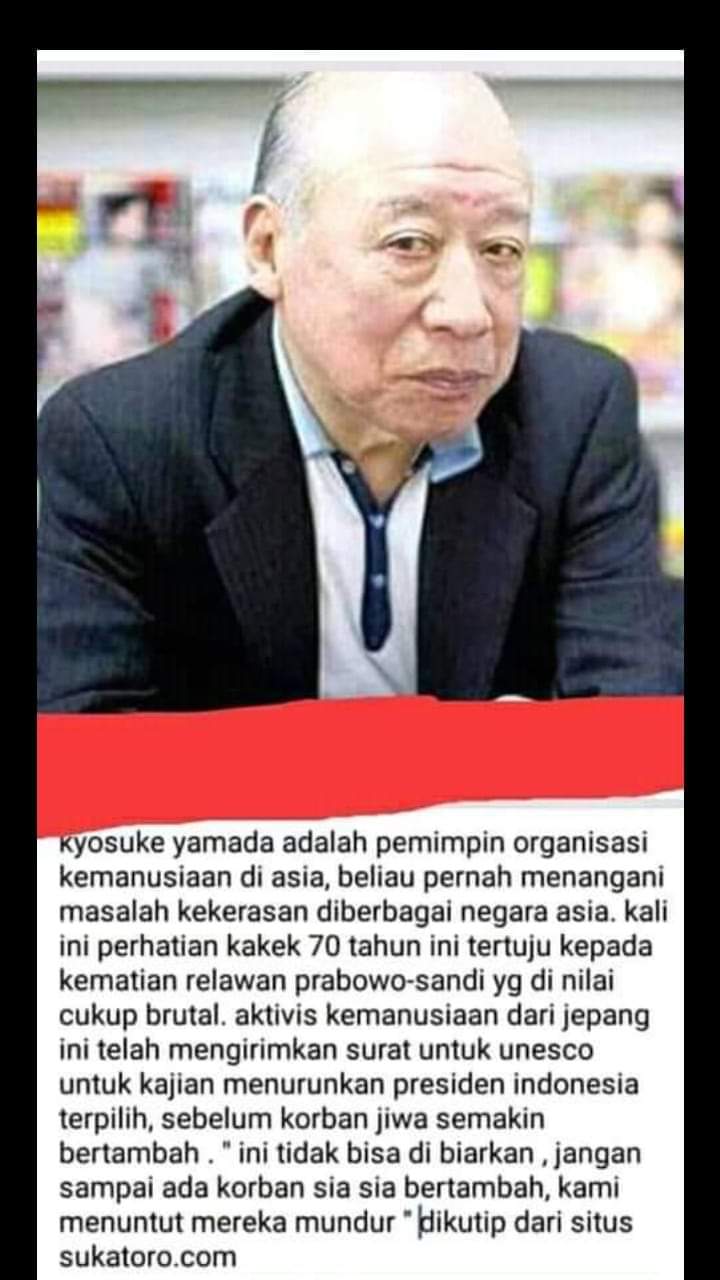 kyosuke yamada adalah pemimpin organisasi
kemanusiaan di asia, beliau pernah menangani
masalah kekerasan diberbagai negara asia. kali
ini perhatian kakek 70 tahun ini tertuju kepada
kematian relawan prabowo-sandi yg di nilai
cukup brutal. aktivis kemanusiaan dari jepang
ini telah mengirimkan surat untuk unesco
untuk kajian menurunkan presiden indonesia
terpilih, sebelum korban jiwa semakin
bertambah . " ini tidak bisa di biarkan , jangan
sampai ada korban sia sia bertambah, kami
menuntut mereka mundur " dikutip dari situs
sukatoro.com